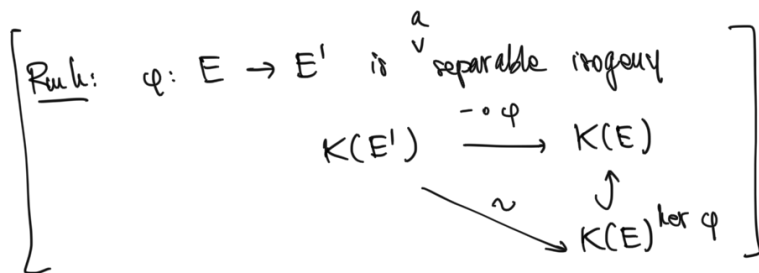 a
Rmk: φ: E → E' is separable isogeny
- ∘ φ
K(E') → K(E)
~
K(E)^{ker φ}